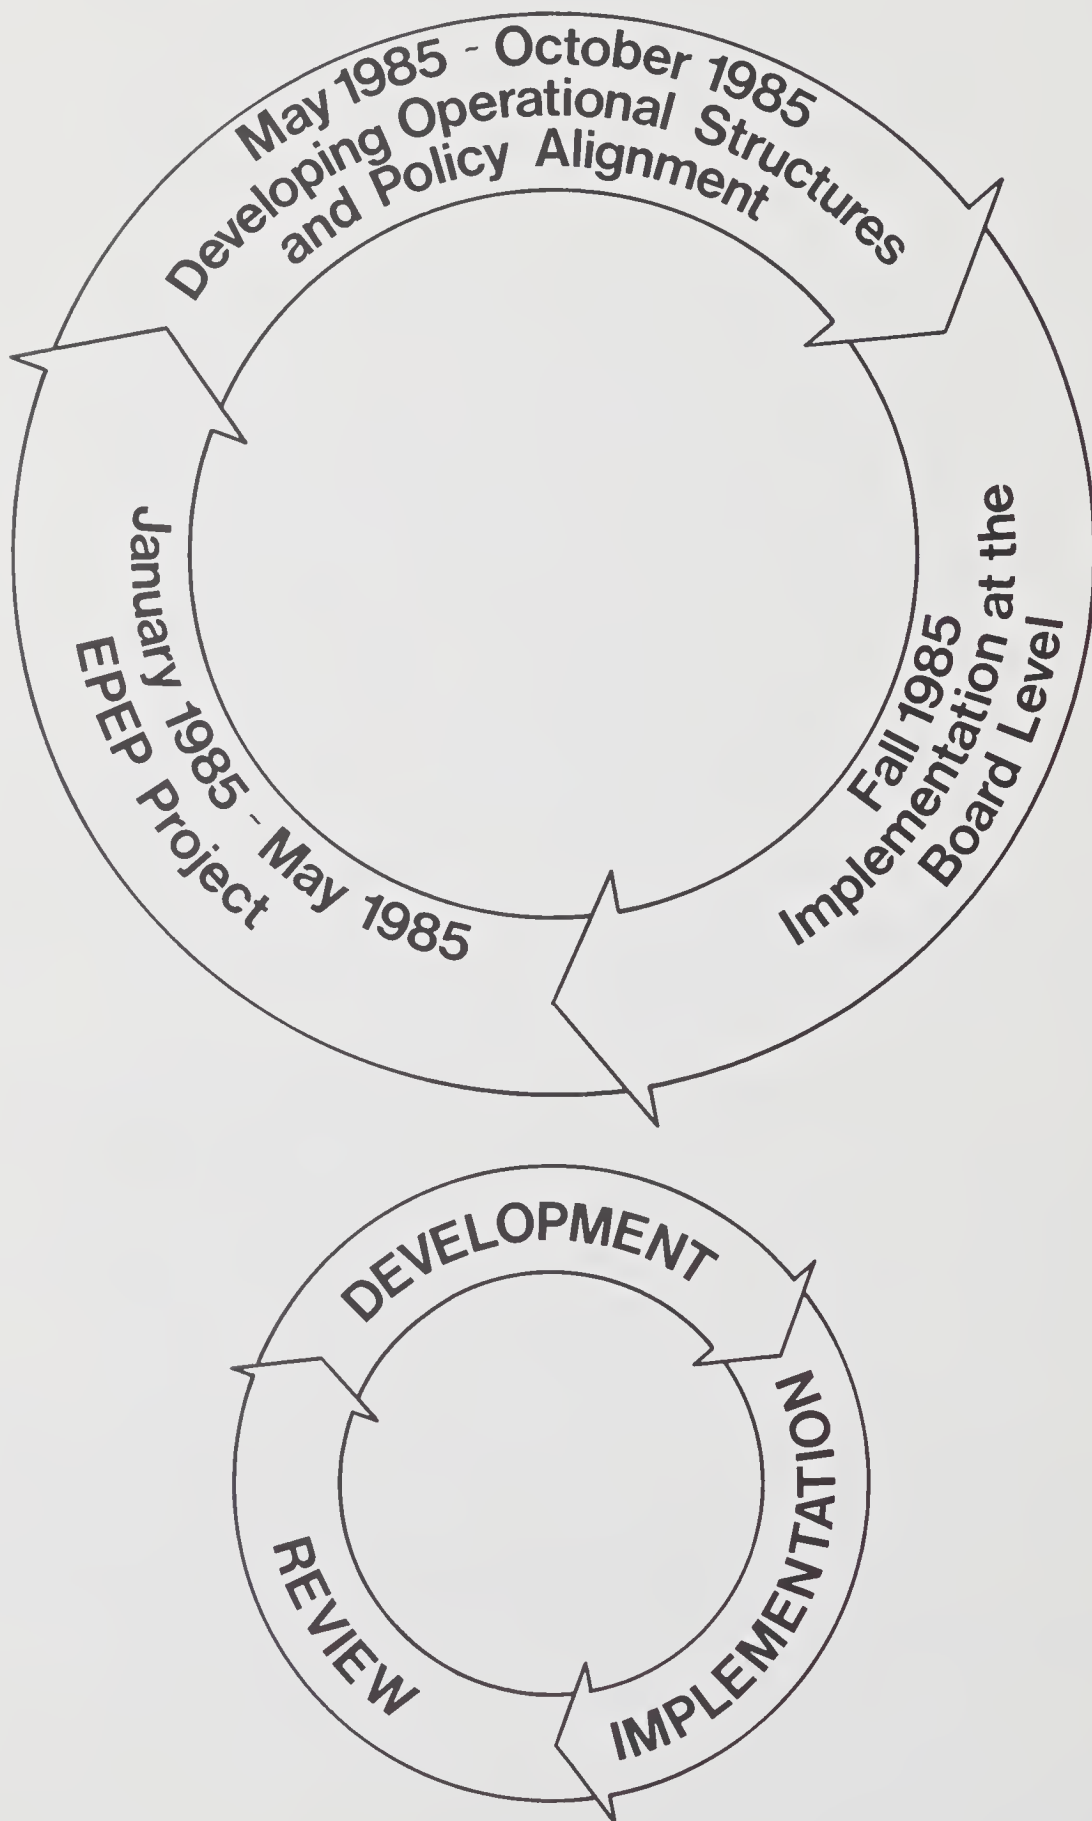 May 1985 - October 1985
Developing Operational Structures
and Policy Alignment
Fall 1985
Implementation at the
Board Level
January 1985 - May 1985
EPEP Project
DEVELOPMENT
IMPLEMENTATION
REVIEW